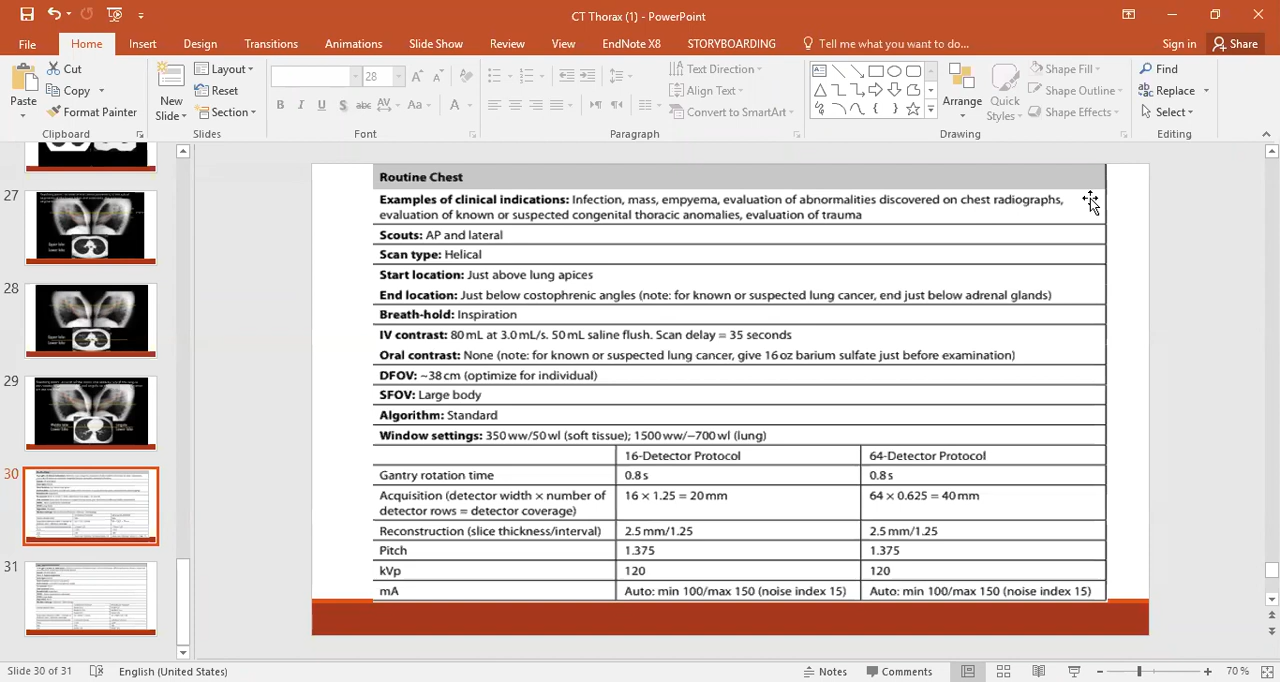 CT Thorax (1) - PowerPoint
File Home Insert Design Transitions Animations Slide Show Review View EndNote X8 STORYBOARDING Tell me what you want to do... Sign in Share
Paste
Cut
Copy
Format Painter
Clipboard
New Slide
Layout
Reset
Section
Slides
28
B I U S abc AV Aa A
Font
Text Direction
Align Text
Convert to SmartArt
Paragraph
Arrange
Quick Styles
Shape Fill
Shape Outline
Shape Effects
Drawing
Find
Replace
Select
Editing
27
28
29
30
31
Routine Chest
Examples of clinical indications: Infection, mass, empyema, evaluation of abnormalities discovered on chest radiographs,
evaluation of known or suspected congenital thoracic anomalies, evaluation of trauma
Scouts: AP and lateral
Scan type: Helical
Start location: Just above lung apices
End location: Just below costophrenic angles (note: for known or suspected lung cancer, end just below adrenal glands)
Breath-hold: Inspiration
IV contrast: 80 mL at 3.0 mL/s. 50 mL saline flush. Scan delay = 35 seconds
Oral contrast: None (note: for known or suspected lung cancer, give 16 oz barium sulfate just before examination)
DFOV: ~38 cm (optimize for individual)
SFOV: Large body
Algorithm: Standard
Window settings: 350 ww/50 wl (soft tissue); 1500 ww/−700 wl (lung)
16-Detector Protocol 64-Detector Protocol
Gantry rotation time 0.8 s 0.8 s
Acquisition (detector width × number of detector rows = detector coverage) 16 × 1.25 = 20 mm 64 × 0.625 = 40 mm
Reconstruction (slice thickness/interval) 2.5 mm/1.25 2.5 mm/1.25
Pitch 1.375 1.375
kVp 120 120
mA Auto: min 100/max 150 (noise index 15) Auto: min 100/max 150 (noise index 15)
Slide 30 of 31 English (United States) Notes Comments 70 %